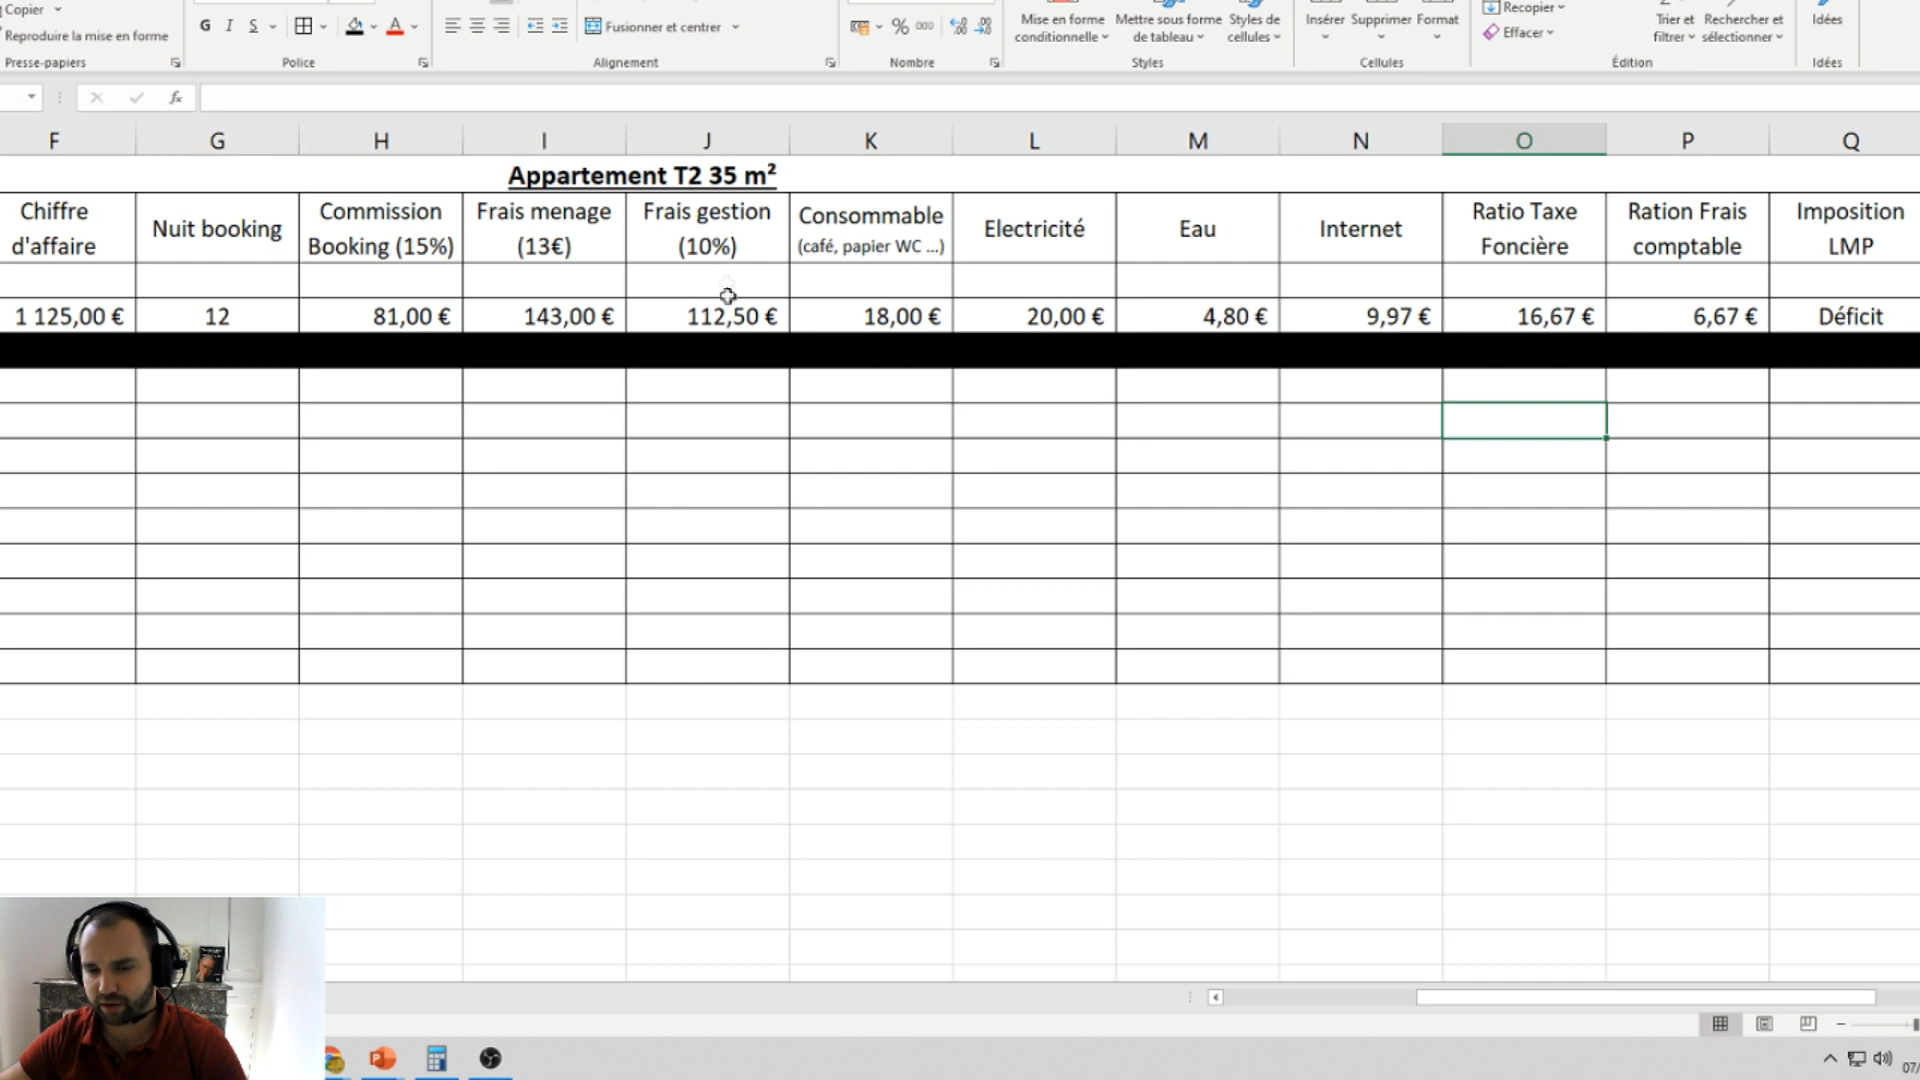 Copier
Reproduire la mise en forme
Presse-papiers
G I S
Police
Fusionner et centrer
Alignement
% 000
Nombre
Mise en forme
conditionnelle
Mettre sous forme
de tableau
Styles de
cellules
Styles
Insérer
Supprimer
Format
Cellules
Recopier
Effacer
Trier et
filtrer
Rechercher et
sélectionner
Édition
Idées
Idées
fx
F G H I J K L M N O P Q
Appartement T2 35 m²
Chiffre
d'affaire
Nuit booking
Commission
Booking (15%)
Frais menage
(13€)
Frais gestion
(10%)
Consommable
(café, papier WC ...)
Electricité
Eau
Internet
Ratio Taxe
Foncière
Ration Frais
comptable
Imposition
LMP
1 125,00 € 12 81,00 € 143,00 € 112,50 € 18,00 € 20,00 € 4,80 € 9,97 € 16,67 € 6,67 € Déficit
07/